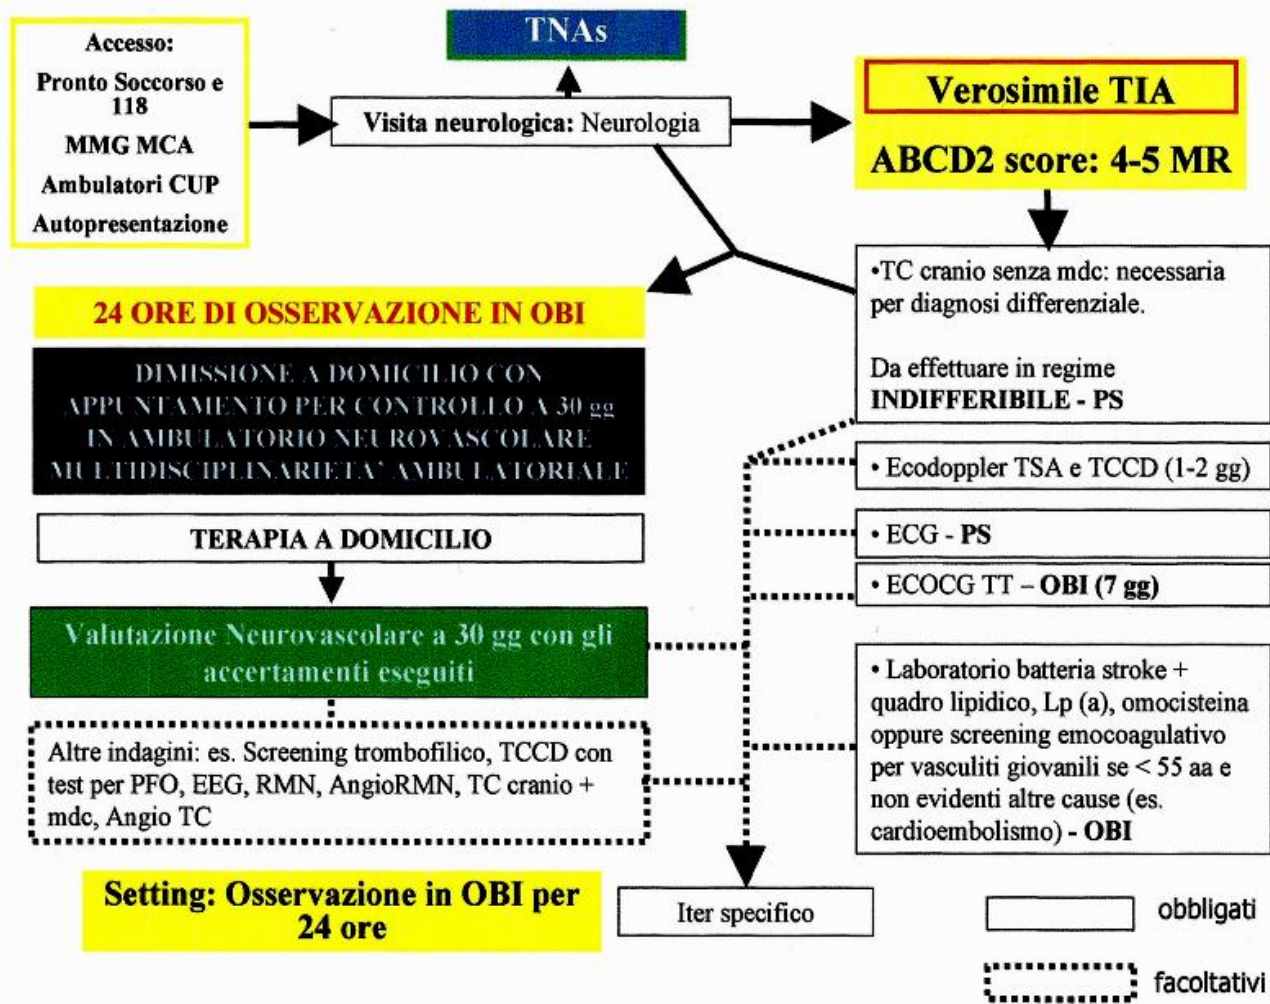 Accesso:
Pronto Soccorso e
118
MMG MCA
Ambulatori CUP
Autopresentazione
TNAs
Visita neurologica: Neurologia
Verosimile TIA
ABCD2 score: 4-5 MR
24 ORE DI OSSERVAZIONE IN OBI
DIMISSIONE A DOMICILIO CON
APPUNTAMENTO PER CONTROLLO A 30 gg
IN AMBULATORIO NEUROVASCOLARE
MULTIDISCIPLINARIETA' AMBULATORIALE
TERAPIA A DOMICILIO
Valutazione Neurovascolare a 30 gg con gli
accertamenti eseguiti
Altre indagini: es. Screening trombofilico, TCCD con
test per PFO, EEG, RMN, AngioRMN, TC cranio +
mdc, Angio TC
Setting: Osservazione in OBI per
24 ore
•TC cranio senza mdc: necessaria
per diagnosi differenziale.
Da effettuare in regime
INDIFFERIBILE - PS
• Ecodoppler TSA e TCCD (1-2 gg)
• ECG - PS
• ECOCG TT – OBI (7 gg)
• Laboratorio batteria stroke +
quadro lipidico, Lp (a), omocisteina
oppure screening emocoagulativo
per vasculiti giovanili se < 55 aa e
non evidenti altre cause (es.
cardioembolismo) - OBI
Iter specifico
obbligati
facoltativi